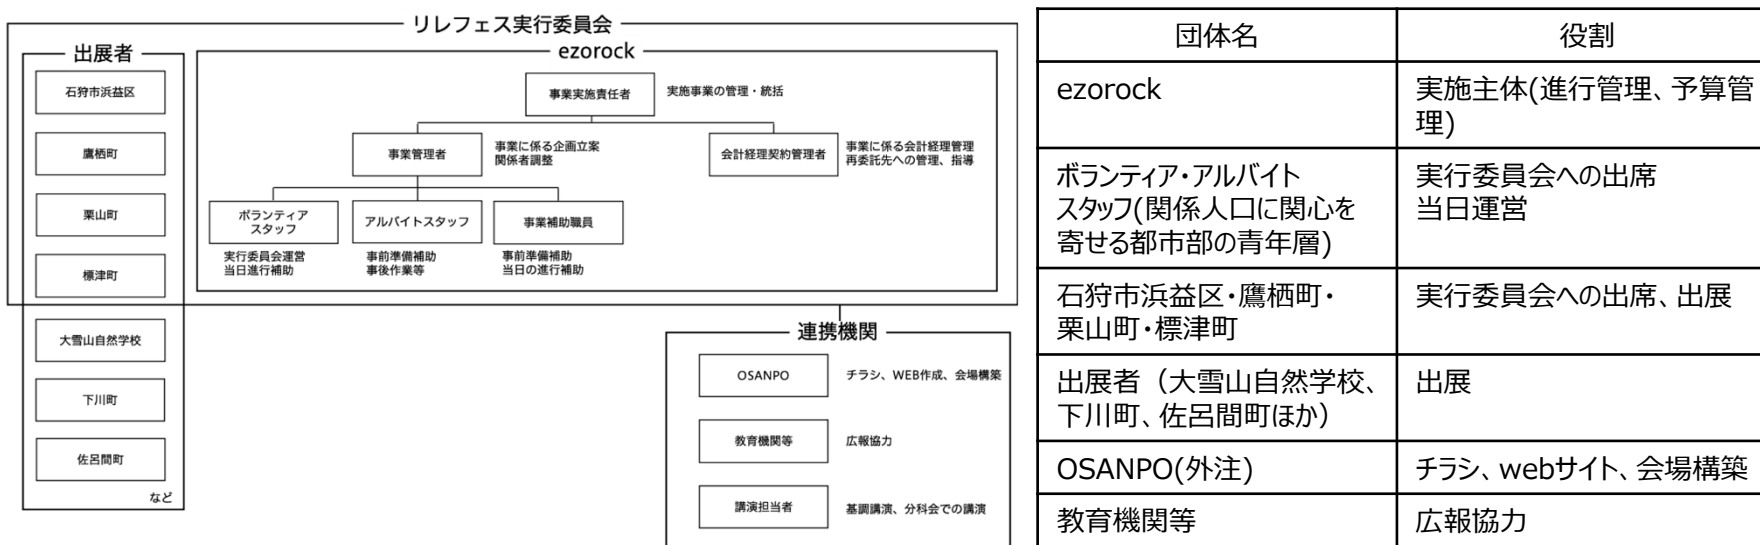 リレフェス実行委員会
出展者
石狩市浜益区
鷹栖町
栗山町
標津町
大雪山自然学校
下川町
佐呂間町
など
ezorock
事業実施責任者
実施事業の管理・統括
事業管理者
事業に係る企画立案
関係者調整
会計経理契約管理者
事業に係る会計経理管理
再委託先への管理、指導
ボランティア
スタッフ
実行委員会運営
当日進行補助
アルバイトスタッフ
事前準備補助
事後作業等
事業補助職員
事前準備補助
当日の進行補助
連携機関
OSANPO
チラシ、WEB作成、会場構築
教育機関等
広報協力
講演担当者
基調講演、分科会での講演
団体名
役割
ezorock
実施主体(進行管理、予算管
理)
ボランティア・アルバイト
スタッフ(関係人口に関心を
寄せる都市部の青年層)
実行委員会への出席
当日運営
石狩市浜益区・鷹栖町・
栗山町・標津町
実行委員会への出席、出展
出展者（大雪山自然学校、
下川町、佐呂間町ほか）
出展
OSANPO(外注)
チラシ、webサイト、会場構築
教育機関等
広報協力